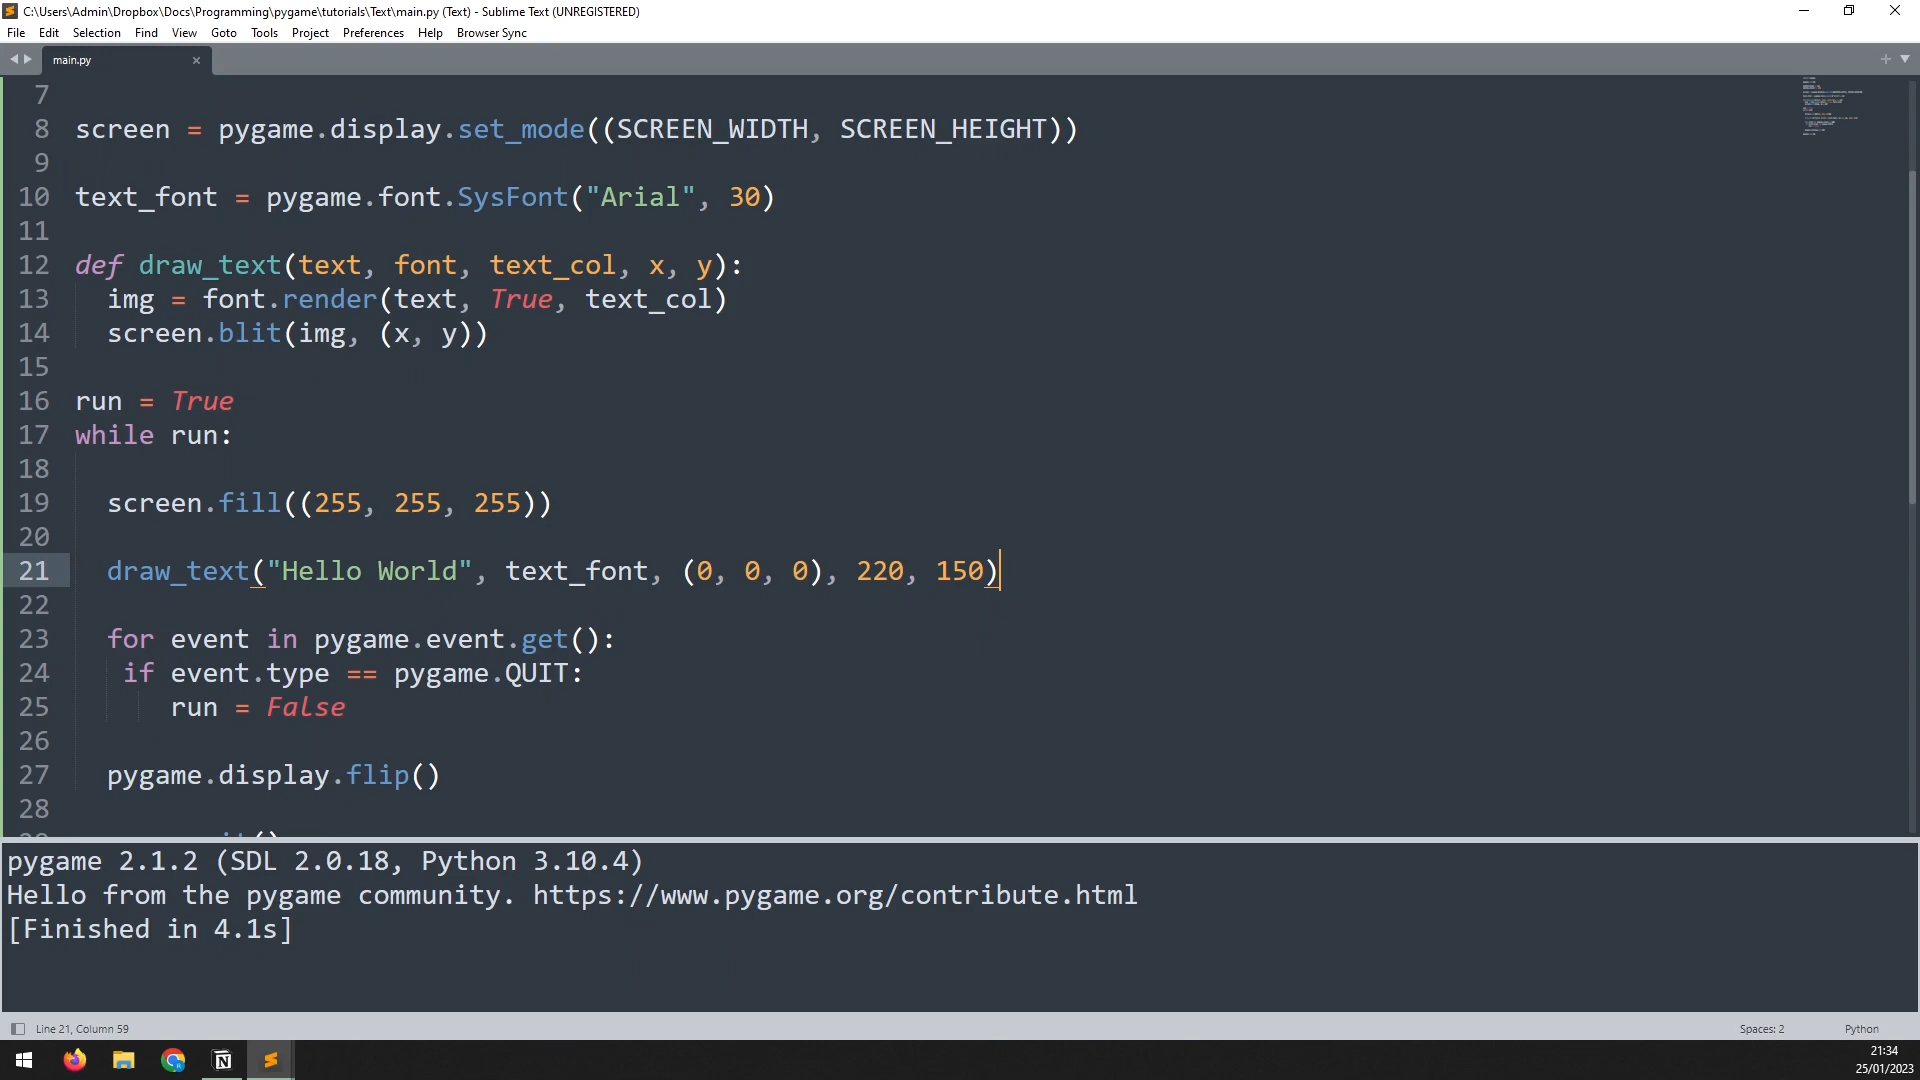 C:\Users\Admin\Dropbox\Docs\Programming\pygame\tutorials\Text\main.py (Text) - Sublime Text (UNREGISTERED)
File Edit Selection Find View Goto Tools Project Preferences Help Browser Sync
main.py
7
8 screen = pygame.display.set_mode((SCREEN_WIDTH, SCREEN_HEIGHT))
9
10 text_font = pygame.font.SysFont("Arial", 30)
11
12 def draw_text(text, font, text_col, x, y):
13   img = font.render(text, True, text_col)
14   screen.blit(img, (x, y))
15
16 run = True
17 while run:
18
19   screen.fill((255, 255, 255))
20
21   draw_text("Hello World", text_font, (0, 0, 0), 220, 150)
22
23   for event in pygame.event.get():
24    if event.type == pygame.QUIT:
25       run = False
26
27   pygame.display.flip()
28
pygame 2.1.2 (SDL 2.0.18, Python 3.10.4)
Hello from the pygame community. https://www.pygame.org/contribute.html
[Finished in 4.1s]
Line 21, Column 59
Spaces: 2
Python
21:34
25/01/2023